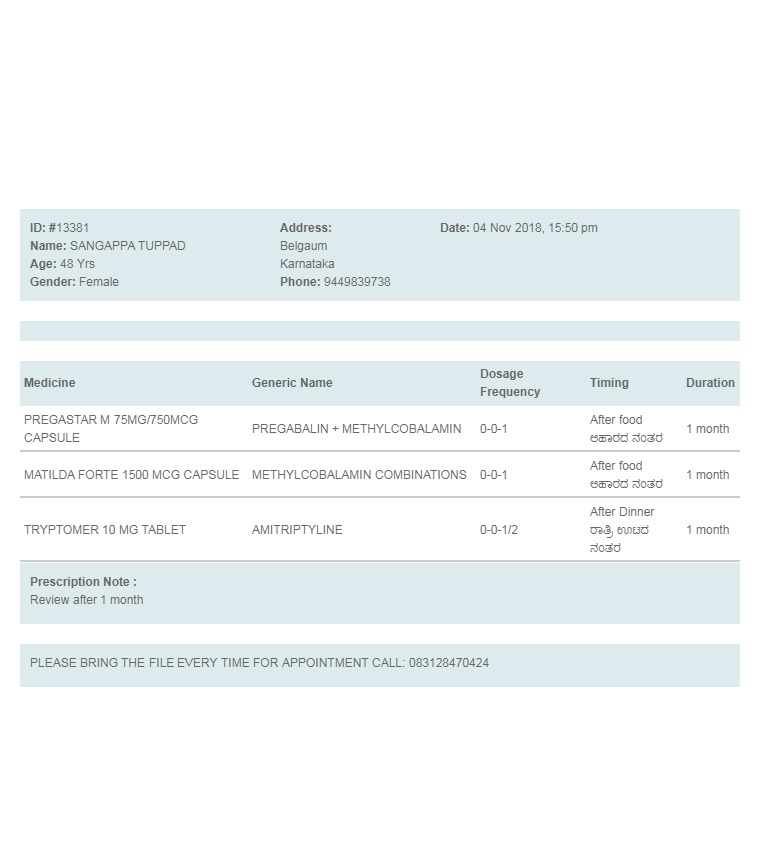 ID: #13381
Name: SANGAPPA TUPPAD
Age: 48 Yrs
Gender: Female
Address:
Belgaum
Karnataka
Phone: 9449839738
Date: 04 Nov 2018, 15:50 pm
Medicine Generic Name Dosage Frequency Timing Duration
PREGASTAR M 75MG/750MCG CAPSULE PREGABALIN + METHYLCOBALAMIN 0-0-1 After food ಆಹಾರದ ನಂತರ 1 month
MATILDA FORTE 1500 MCG CAPSULE METHYLCOBALAMIN COMBINATIONS 0-0-1 After food ಆಹಾರದ ನಂತರ 1 month
TRYPTOMER 10 MG TABLET AMITRIPTYLINE 0-0-1/2 After Dinner ರಾತ್ರಿ ಊಟದ ನಂತರ 1 month
Prescription Note :
Review after 1 month
PLEASE BRING THE FILE EVERY TIME FOR APPOINTMENT CALL: 083128470424